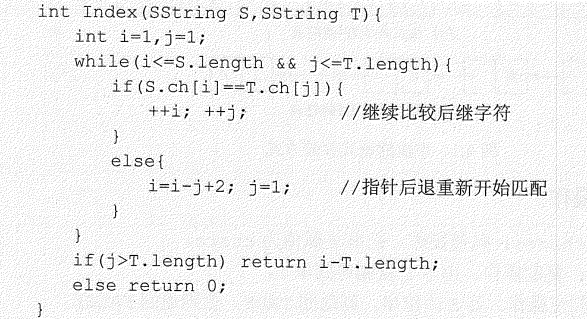 int Index(SString S,SString T){
    int i=1,j=1;
    while(i<=S.length && j<=T.length){
        if(S.ch[i]==T.ch[j]){
            ++i; ++j;        //继续比较后继字符
        }
        else{
            i=i-j+2; j=1;    //指针后退重新开始匹配
        }
    }
    if(j>T.length) return i-T.length;
    else return 0;
}